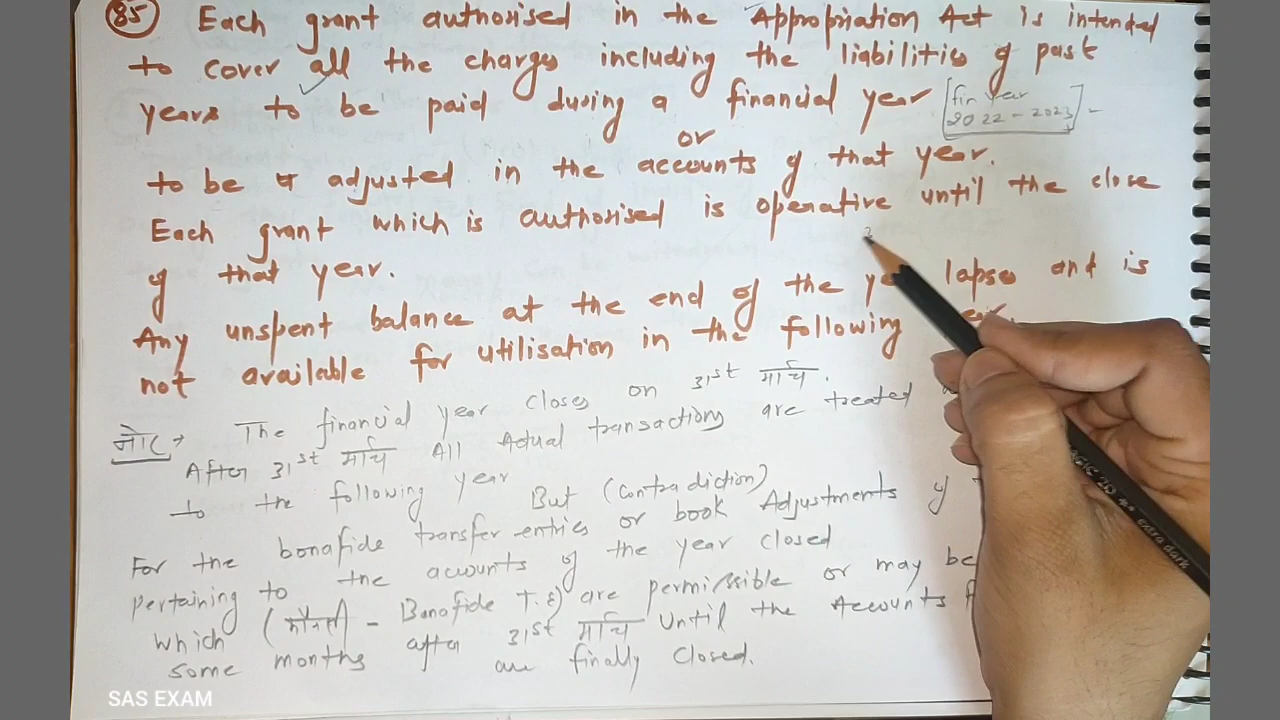 85 Each grant authorised in the Appropriation Act is intended
to cover all the charges including the liabilities of past
years to be paid during a financial year [fin year
2022 - 2023] -
or
to be adjusted in the accounts of that year.
Each grant which is authorised is operative until the close
of that year.
Any unspent balance at the end of the lapses and is
not available for utilisation in the following
नोट → The financial year closes on 31st मार्च.
After 31st मार्च All Actual transactions are treated
to the following year But (contradiction)
For the bonafide transfer entries or book Adjustments of
pertaining to the accounts of the year closed
which - Bonafide T.E) are permissible or may be
some months after 31st मार्च until the Accounts
are finally closed.
SAS EXAM